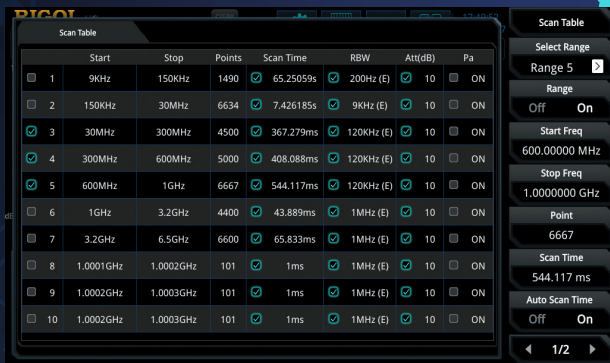 RIGOL
Scan Table
Start Stop Points Scan Time RBW Att(dB) Pa
1 9KHz 150KHz 1490 65.25059s 200Hz (E) 10 ON
2 150KHz 30MHz 6634 7.426185s 9KHz (E) 10 ON
3 30MHz 300MHz 4500 367.279ms 120KHz (E) 10 ON
4 300MHz 600MHz 5000 408.088ms 120KHz (E) 10 ON
5 600MHz 1GHz 6667 544.117ms 120KHz (E) 10 ON
6 1GHz 3.2GHz 4400 43.889ms 1MHz (E) 10 ON
7 3.2GHz 6.5GHz 6600 65.833ms 1MHz (E) 10 ON
8 1.0001GHz 1.0002GHz 101 1ms 1MHz (E) 10 ON
9 1.0002GHz 1.0003GHz 101 1ms 1MHz (E) 10 ON
10 1.0002GHz 1.0003GHz 101 1ms 1MHz (E) 10 ON
Scan Table
Select Range
Range 5
Range
Off On
Start Freq
600.00000 MHz
Stop Freq
1.0000000 GHz
Point
6667
Scan Time
544.117 ms
Auto Scan Time
Off On
1/2